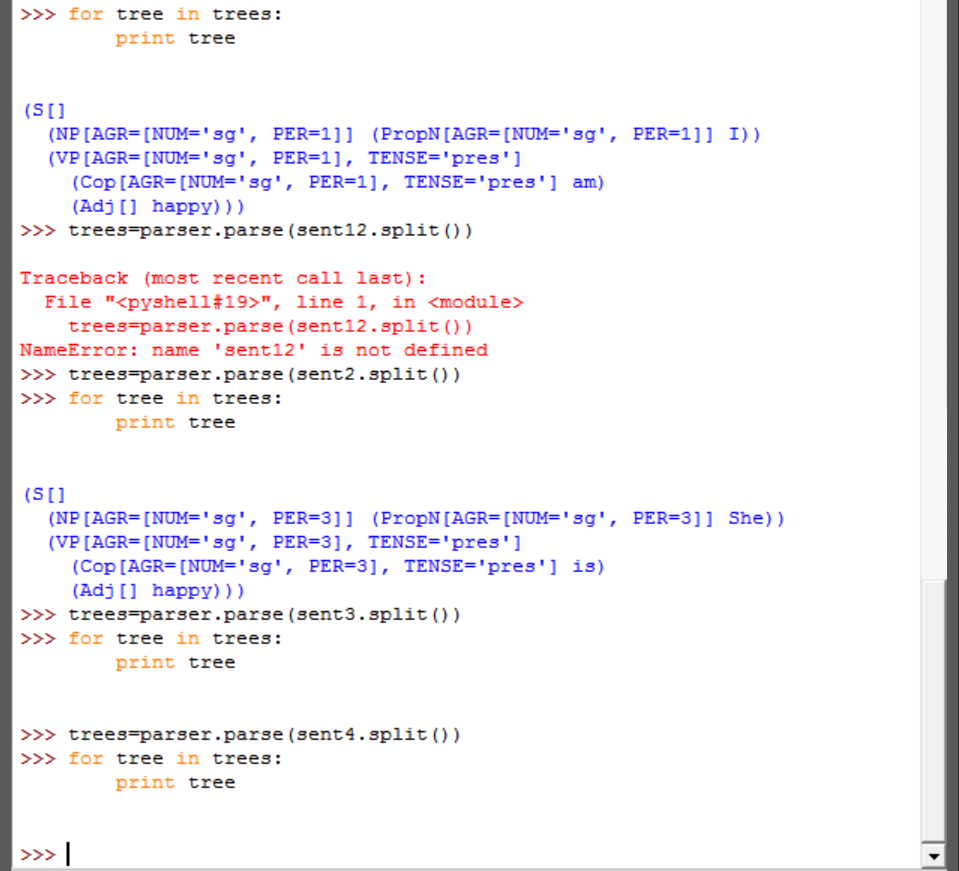 >>> for tree in trees:
        print tree
(S[]
  (NP[AGR=[NUM='sg', PER=1]] (PropN[AGR=[NUM='sg', PER=1]] I))
  (VP[AGR=[NUM='sg', PER=1], TENSE='pres']
    (Cop[AGR=[NUM='sg', PER=1], TENSE='pres'] am)
    (Adj[] happy)))
>>> trees=parser.parse(sent12.split())
Traceback (most recent call last):
  File "<pyshell#19>", line 1, in <module>
    trees=parser.parse(sent12.split())
NameError: name 'sent12' is not defined
>>> trees=parser.parse(sent2.split())
>>> for tree in trees:
        print tree
(S[]
  (NP[AGR=[NUM='sg', PER=3]] (PropN[AGR=[NUM='sg', PER=3]] She))
  (VP[AGR=[NUM='sg', PER=3], TENSE='pres']
    (Cop[AGR=[NUM='sg', PER=3], TENSE='pres'] is)
    (Adj[] happy)))
>>> trees=parser.parse(sent3.split())
>>> for tree in trees:
        print tree
>>> trees=parser.parse(sent4.split())
>>> for tree in trees:
        print tree
>>>